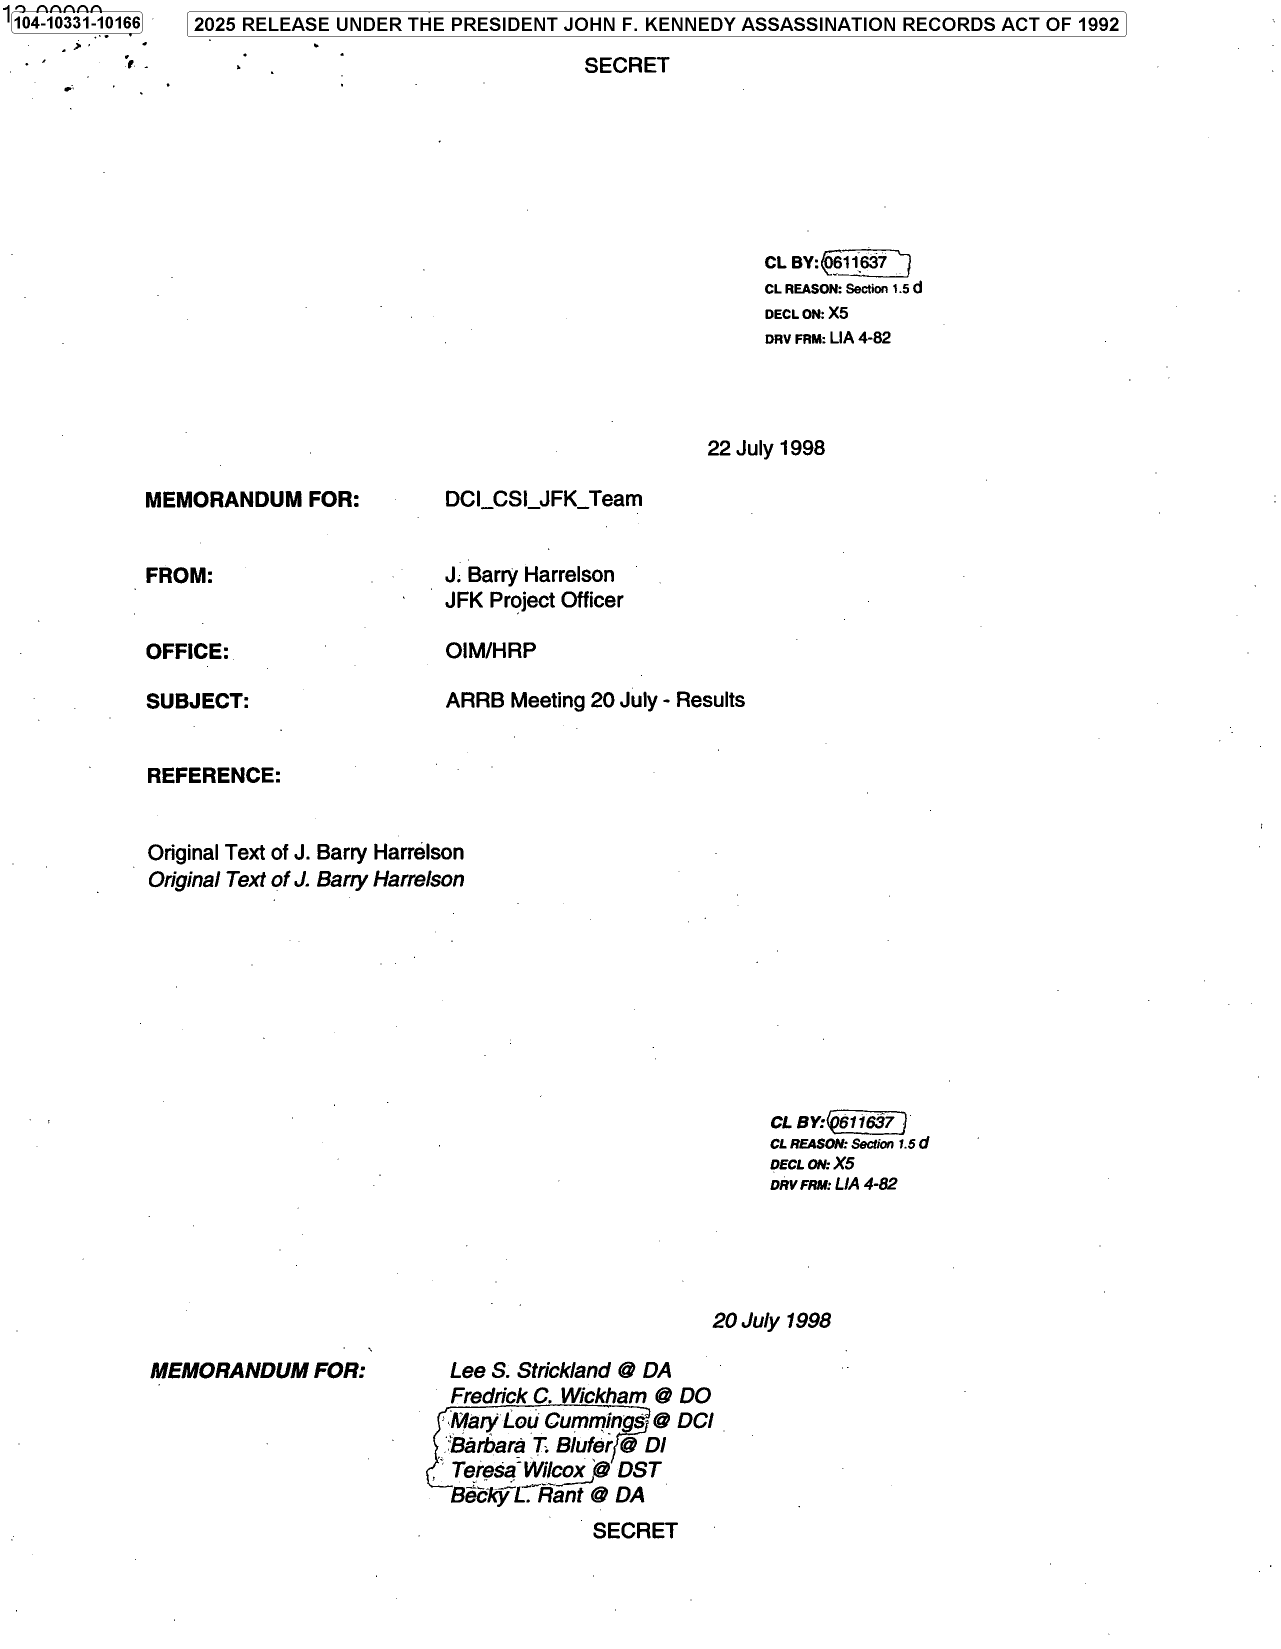 104-10331-10166
2025 RELEASE UNDER THE PRESIDENT JOHN F. KENNEDY ASSASSINATION RECORDS ACT OF 1992
SECRET
CL BY: 0611637
CL REASON: Section 1.5 d
DECL ON: X5
DRV FRM: LIA 4-82
22 July 1998
MEMORANDUM FOR: DCI_CSI_JFK_Team
FROM: J. Barry Harrelson
JFK Project Officer
OFFICE: OIM/HRP
SUBJECT: ARRB Meeting 20 July - Results
REFERENCE:
Original Text of J. Barry Harrelson
Original Text of J. Barry Harrelson
CL BY: 0611637
CL REASON: Section 1.5 d
DECL ON: X5
DRV FRM: LIA 4-82
20 July 1998
MEMORANDUM FOR: Lee S. Strickland @ DA
Fredrick C. Wickham @ DO
Mary Lou Cummings @ DCI
Barbara T. Blufer @ DI
Teresa Wilcox @ DST
Becky L. Rant @ DA
SECRET